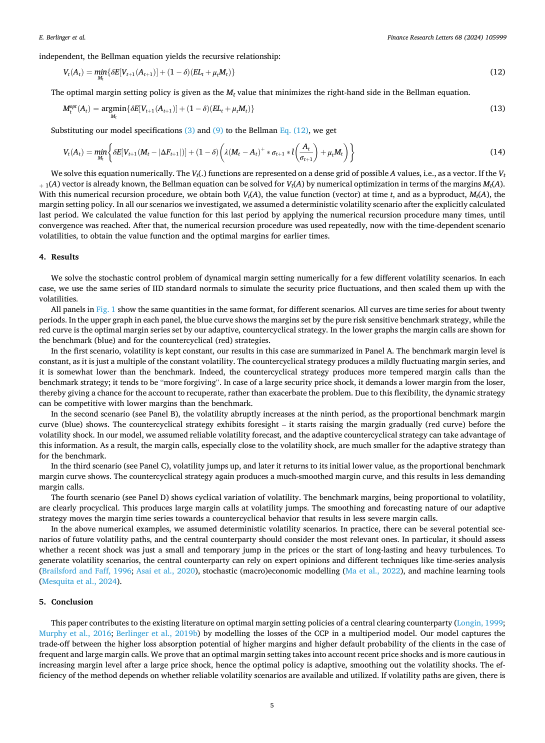 E. Berlinger et al.
Finance Research Letters 68 (2024) 105999
independent, the Bellman equation yields the recursive relationship:
V_t(A_t) = min_{M_t}{δE[V_{t+1}(A_{t+1})] + (1 − δ)(EL_t + μ_t M_t)} (12)
The optimal margin setting policy is given as the M_t value that minimizes the right-hand side in the Bellman equation.
M_t^{opt}(A_t) = argmin_{M_t}{δE[V_{t+1}(A_{t+1})] + (1 − δ)(EL_t + μ_t M_t)} (13)
Substituting our model specifications (3) and (9) to the Bellman Eq. (12), we get
V_t(A_t) = min_{M_t}{δE[V_{t+1}(M_t − |ΔF_{t+1}|)] + (1 − δ)(λ(M_t − A_t)^+ * σ_{t+1} * l(A_t/σ_{t+1}) + μ_t M_t)} (14)
We solve this equation numerically. The V_t(.) functions are represented on a dense grid of possible A values, i.e., as a vector. If the V_t
+1(A) vector is already known, the Bellman equation can be solved for V_t(A) by numerical optimization in terms of the margins M_t(A).
With this numerical recursion procedure, we obtain both V_t(A), the value function (vector) at time t, and as a byproduct, M_t(A), the
margin setting policy. In all our scenarios we investigated, we assumed a deterministic volatility scenario after the explicitly calculated
last period. We calculated the value function for this last period by applying the numerical recursion procedure many times, until
convergence was reached. After that, the numerical recursion procedure was used repeatedly, now with the time-dependent scenario
volatilities, to obtain the value function and the optimal margins for earlier times.
4. Results
We solve the stochastic control problem of dynamical margin setting numerically for a few different volatility scenarios. In each
case, we use the same series of IID standard normals to simulate the security price fluctuations, and then scaled them up with the
volatilities.
All panels in Fig. 1 show the same quantities in the same format, for different scenarios. All curves are time series for about twenty
periods. In the upper graph in each panel, the blue curve shows the margins set by the pure risk sensitive benchmark strategy, while the
red curve is the optimal margin series set by our adaptive, countercyclical strategy. In the lower graphs the margin calls are shown for
the benchmark (blue) and for the countercyclical (red) strategies.
In the first scenario, volatility is kept constant, our results in this case are summarized in Panel A. The benchmark margin level is
constant, as it is just a multiple of the constant volatility. The countercyclical strategy produces a mildly fluctuating margin series, and
it is somewhat lower than the benchmark. Indeed, the countercyclical strategy produces more tempered margin calls than the
benchmark strategy; it tends to “more forgiving”. In case of a large security price shock, it demands a lower margin from the loser,
thereby giving a chance for the account to recuperate, rather than exacerbate the problem. Due to this flexibility, the dynamic strategy
can be competitive with lower margins than the benchmark.
In the second scenario (see Panel B), the volatility abruptly increases at the ninth period, as the proportional benchmark margin
curve (blue) shows. The countercyclical strategy exhibits foresight – it starts raising the margin gradually (red curve) before the
volatility shock. In our model, we assumed reliable volatility forecast, and the adaptive countercyclical strategy can take advantage of
this information. As a result, the margin calls, especially close to the volatility shock, are much smaller for the adaptive strategy than
for the benchmark.
In the third scenario (see Panel C), volatility jumps up, and later it returns to its initial lower value, as the proportional benchmark
margin curve shows. The countercyclical strategy again produces a much-smoothed margin curve, and this results in less demanding
margin calls.
The fourth scenario (see Panel D) shows cyclical variation of volatility. The benchmark margins, being proportional to volatility,
are clearly procyclical. This produces large margin calls at volatility jumps. The smoothing and forecasting nature of our adaptive
strategy moves the margin time series towards a countercyclical behavior that results in less severe margin calls.
In the above numerical examples, we assumed deterministic volatility scenarios. In practice, there can be several potential sce-
narios of future volatility paths, and the central counterparty should consider the most relevant ones. In particular, it should assess
whether a recent shock was just a small and temporary jump in the prices or the start of long-lasting and heavy turbulences. To
generate volatility scenarios, the central counterparty can rely on expert opinions and different techniques like time-series analysis
(Brailsford and Faff, 1996; Asai et al., 2020), stochastic (macro)economic modelling (Ma et al., 2022), and machine learning tools
(Mesquita et al., 2024).
5. Conclusion
This paper contributes to the existing literature on optimal margin setting policies of a central clearing counterparty (Longin, 1999;
Murphy et al., 2016; Berlinger et al., 2019b) by modelling the losses of the CCP in a multiperiod model. Our model captures the
trade-off between the higher loss absorption potential of higher margins and higher default probability of the clients in the case of
frequent and large margin calls. We prove that an optimal margin setting takes into account recent price shocks and is more cautious in
increasing margin level after a large price shock, hence the optimal policy is adaptive, smoothing out the volatility shocks. The ef-
ficiency of the method depends on whether reliable volatility scenarios are available and utilized. If volatility paths are given, there is
5